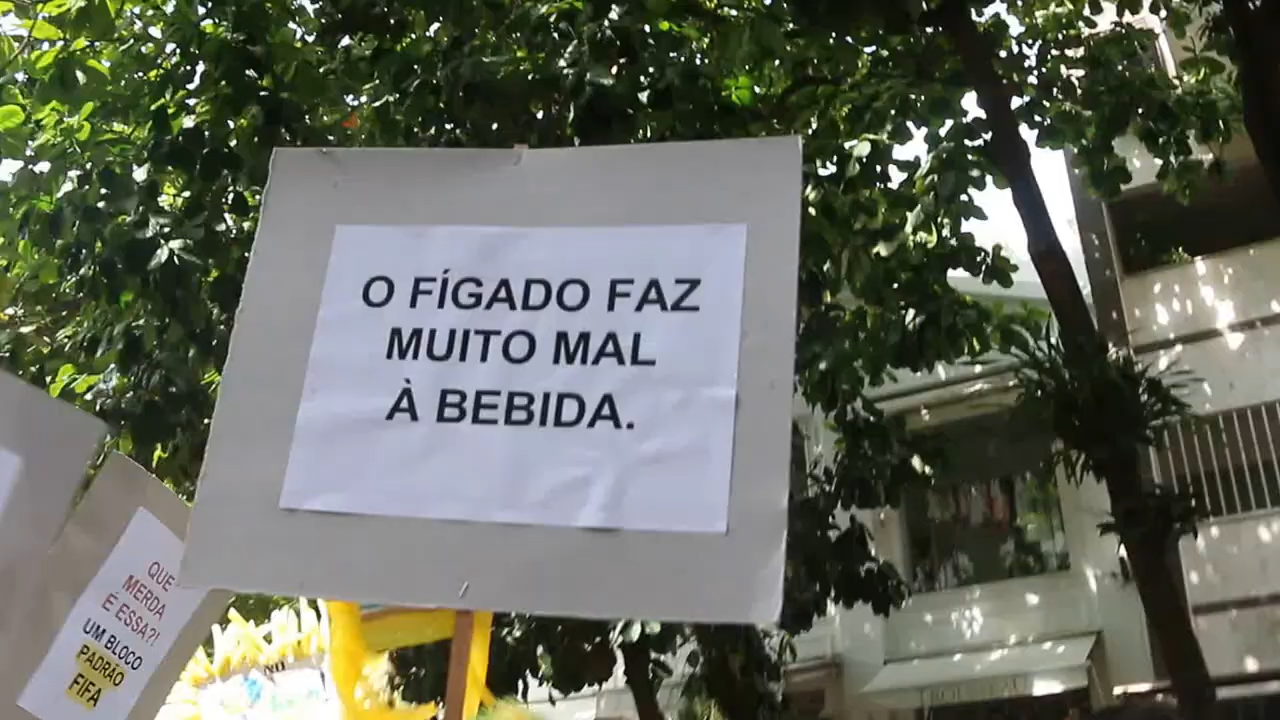 O FÍGADO FAZ
MUITO MAL
À BEBIDA.
QUE
MERDA
É ESSA?!
UM BLOCO
PADRÃO
FIFA